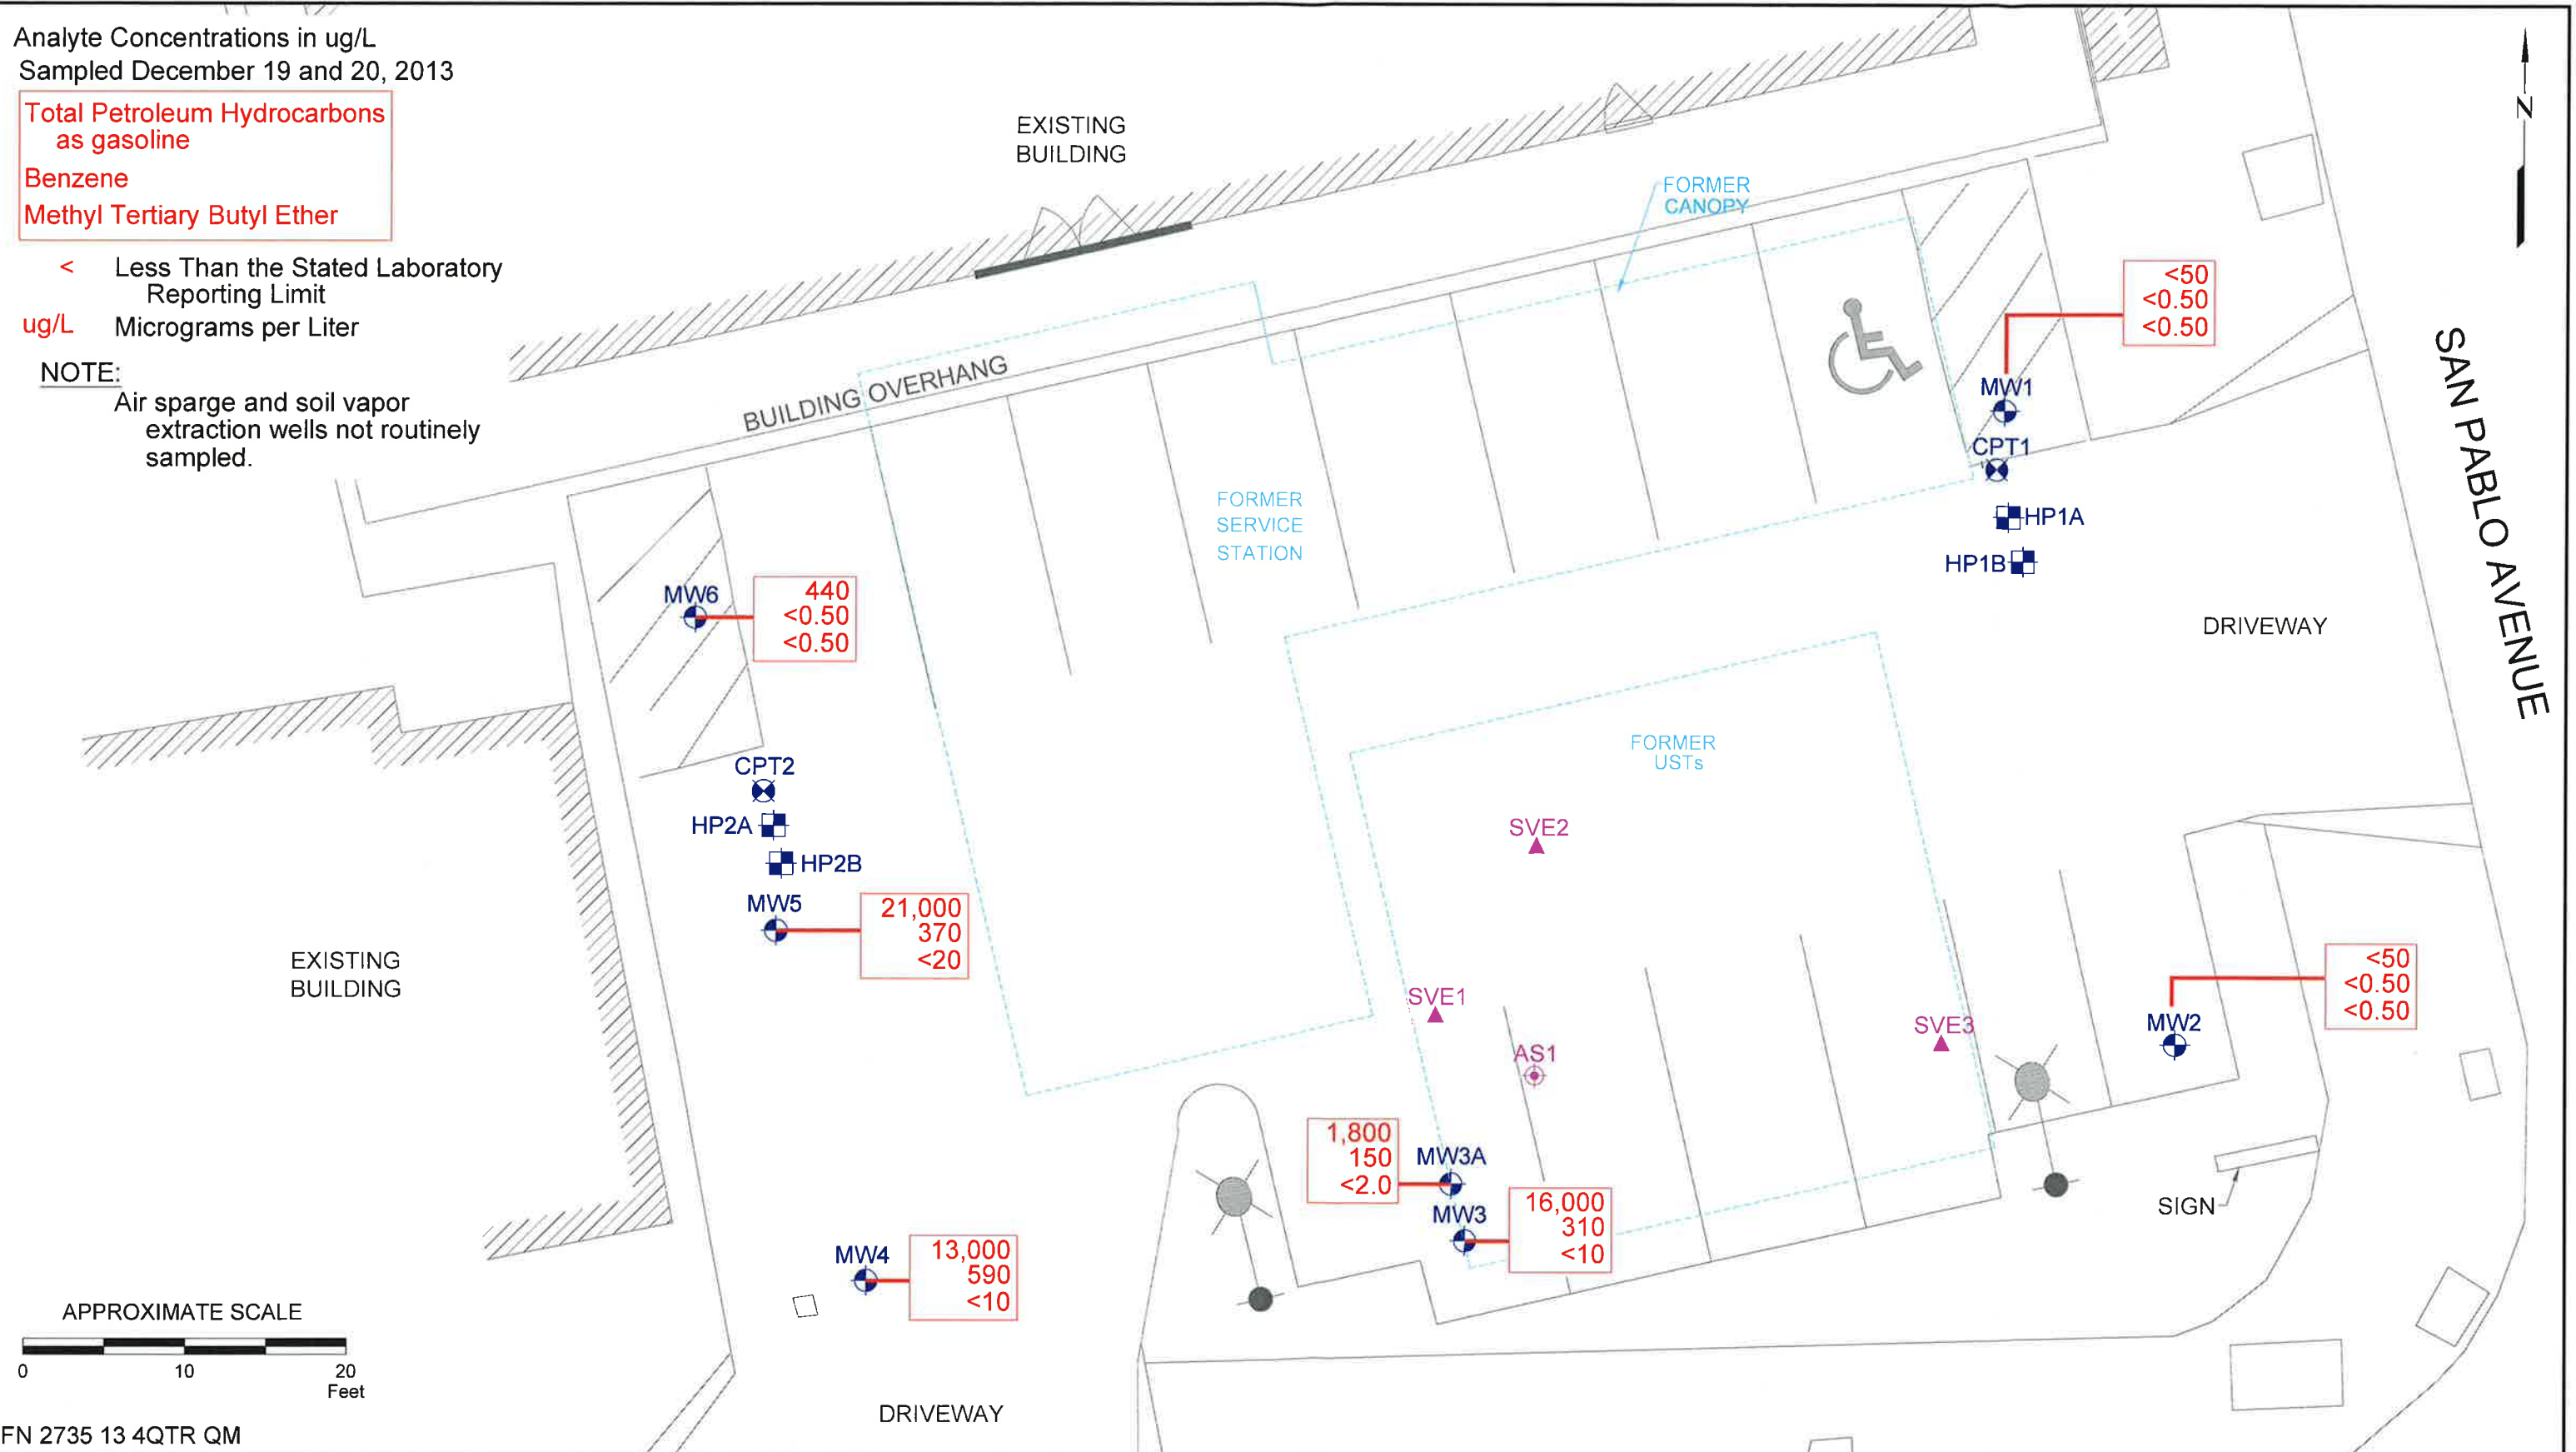 Analyte Concentrations in ug/L
Sampled December 19 and 20, 2013
Total Petroleum Hydrocarbons
as gasoline
Benzene
Methyl Tertiary Butyl Ether
< Less Than the Stated Laboratory
Reporting Limit
ug/L Micrograms per Liter
NOTE:
Air sparge and soil vapor
extraction wells not routinely
sampled.
EXISTING
BUILDING
FORMER
CANOPY
N
BUILDING OVERHANG
<50
<0.50
<0.50
MW1
CPT1
HP1A
HP1B
SAN PABLO AVENUE
DRIVEWAY
FORMER
SERVICE
STATION
MW6
440
<0.50
<0.50
FORMER
USTs
CPT2
HP2A
HP2B
MW5
21,000
370
<20
SVE2
EXISTING
BUILDING
SVE1
SVE3
AS1
<50
<0.50
<0.50
MW2
1,800
150
<2.0
MW3A
MW3
16,000
310
<10
SIGN
MW4
13,000
590
<10
APPROXIMATE SCALE
0 10 20
Feet
DRIVEWAY
FN 2735 13 4QTR QM